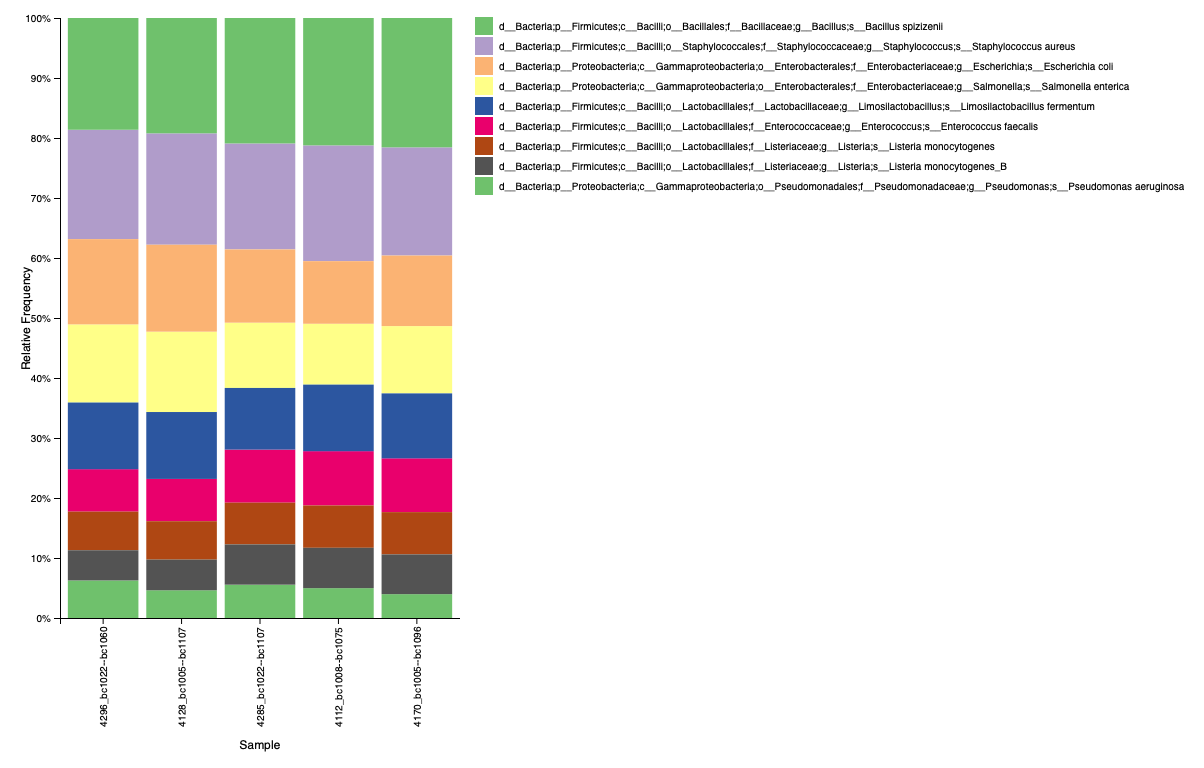 100%
90%
80%
70%
60%
50%
40%
30%
20%
10%
0%
Relative Frequency
4296_bc1022--bc1060
4128_bc1005--bc1107
4285_bc1022--bc1107
4112_bc1008--bc1075
4170_bc1005--bc1096
Sample
d__Bacteria;p__Firmicutes;c__Bacilli;o__Bacillales;f__Bacillaceae;g__Bacillus;s__Bacillus spizizenii
d__Bacteria;p__Firmicutes;c__Bacilli;o__Staphylococcales;f__Staphylococcaceae;g__Staphylococcus;s__Staphylococcus aureus
d__Bacteria;p__Proteobacteria;c__Gammaproteobacteria;o__Enterobacterales;f__Enterobacteriaceae;g__Escherichia;s__Escherichia coli
d__Bacteria;p__Proteobacteria;c__Gammaproteobacteria;o__Enterobacterales;f__Enterobacteriaceae;g__Salmonella;s__Salmonella enterica
d__Bacteria;p__Firmicutes;c__Bacilli;o__Lactobacillales;f__Lactobacillaceae;g__Limosilactobacillus;s__Limosilactobacillus fermentum
d__Bacteria;p__Firmicutes;c__Bacilli;o__Lactobacillales;f__Enterococcaceae;g__Enterococcus;s__Enterococcus faecalis
d__Bacteria;p__Firmicutes;c__Bacilli;o__Lactobacillales;f__Listeriaceae;g__Listeria;s__Listeria monocytogenes
d__Bacteria;p__Firmicutes;c__Bacilli;o__Lactobacillales;f__Listeriaceae;g__Listeria;s__Listeria monocytogenes_B
d__Bacteria;p__Proteobacteria;c__Gammaproteobacteria;o__Pseudomonadales;f__Pseudomonadaceae;g__Pseudomonas;s__Pseudomonas aeruginosa